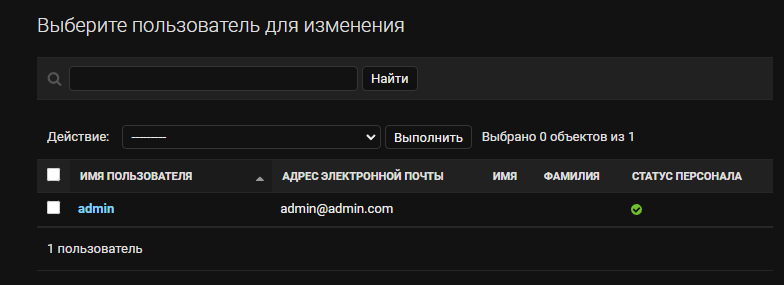 Выберите пользователь для изменения
Найти
Действие: --------- Выполнить Выбрано 0 объектов из 1
ИМЯ ПОЛЬЗОВАТЕЛЯ АДРЕС ЭЛЕКТРОННОЙ ПОЧТЫ ИМЯ ФАМИЛИЯ СТАТУС ПЕРСОНАЛА
admin admin@admin.com
1 пользователь